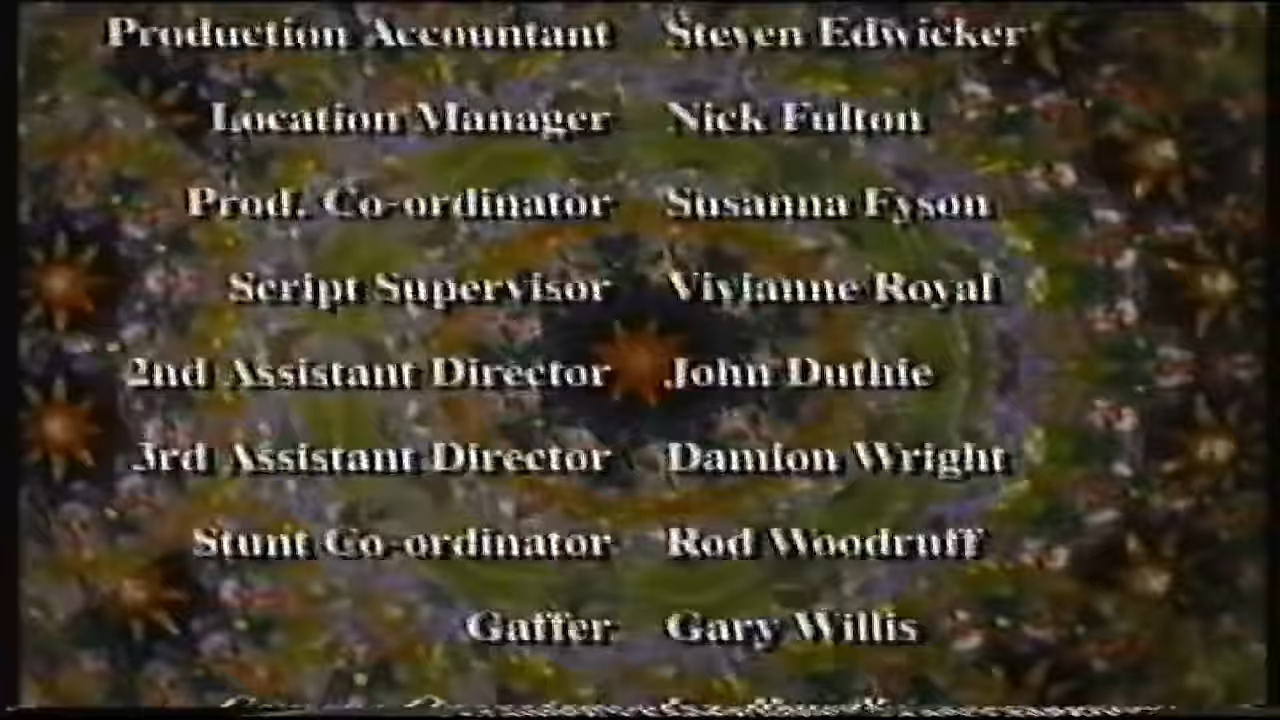 Production Accountant Steven Edwicker
Location Manager Nick Fulton
Prod. Co-ordinator Susanna Fyson
Script Supervisor Vivianne Royal
2nd Assistant Director John Duthie
3rd Assistant Director Damion Wright
Stunt Co-ordinator Rod Woodruff
Gaffer Gary Willis